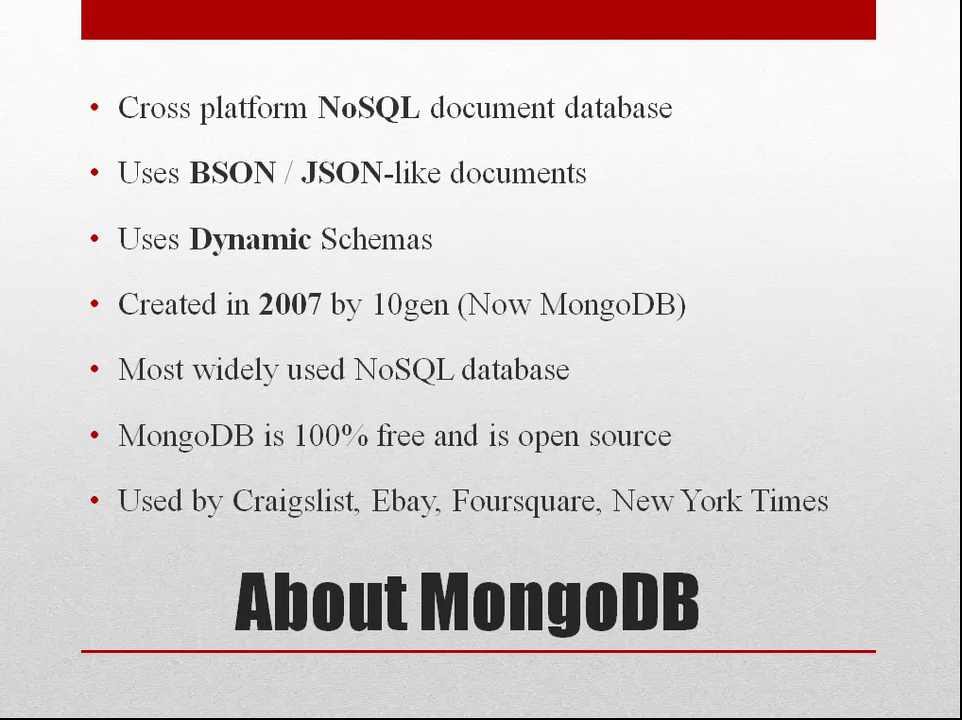 • Cross platform NoSQL document database
• Uses BSON / JSON-like documents
• Uses Dynamic Schemas
• Created in 2007 by 10gen (Now MongoDB)
• Most widely used NoSQL database
• MongoDB is 100% free and is open source
• Used by Craigslist, Ebay, Foursquare, New York Times
About MongoDB